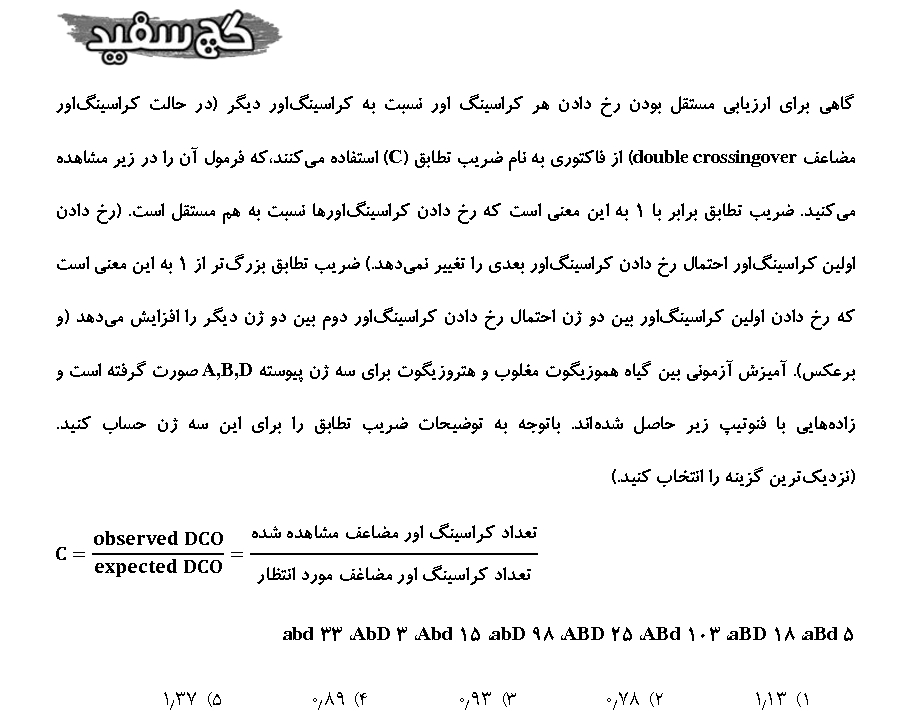 گچ سفید
گاهی برای ارزیابی مستقل بودن رخ دادن هر کراسینگ اور نسبت به کراسینگ‌اور دیگر (در حالت کراسینگ‌اور
مضاعف double crossingover) از فاکتوری به نام ضریب تطابق (C) استفاده می‌کنند،که فرمول آن را در زیر مشاهده
می‌کنید. ضریب تطابق برابر با ۱ به این معنی است که رخ دادن کراسینگ‌اورها نسبت به هم مستقل است. (رخ دادن
اولین کراسینگ‌اور احتمال رخ دادن کراسینگ‌اور بعدی را تغییر نمی‌دهد.) ضریب تطابق بزرگ‌تر از ۱ به این معنی است
که رخ دادن اولین کراسینگ‌اور بین دو ژن احتمال رخ دادن کراسینگ‌اور دوم بین دو ژن دیگر را افزایش می‌دهد (و
برعکس). آمیزش آزمونی بین گیاه هموزیگوت مغلوب و هتروزیگوت برای سه ژن پیوسته A,B,D صورت گرفته است و
زاده‌هایی با فنوتیپ زیر حاصل شده‌اند. باتوجه به توضیحات ضریب تطابق را برای این سه ژن حساب کنید.
(نزدیک‌ترین گزینه را انتخاب کنید.)
C = observed DCO / expected DCO = تعداد کراسینگ اور مضاعف مشاهده شده / تعداد کراسینگ اور مضاغف مورد انتظار
۵ aBd، ۱۸ aBD، ۱۰۳ ABd، ۲۵ ABD، ۹۸ abD، ۱۵ Abd، ۳ AbD، ۳۳ abd
۱) ۱٫۱۳ ۲) ۰٫۷۸ ۳) ۰٫۹۳ ۴) ۰٫۸۹ ۵) ۱٫۳۷